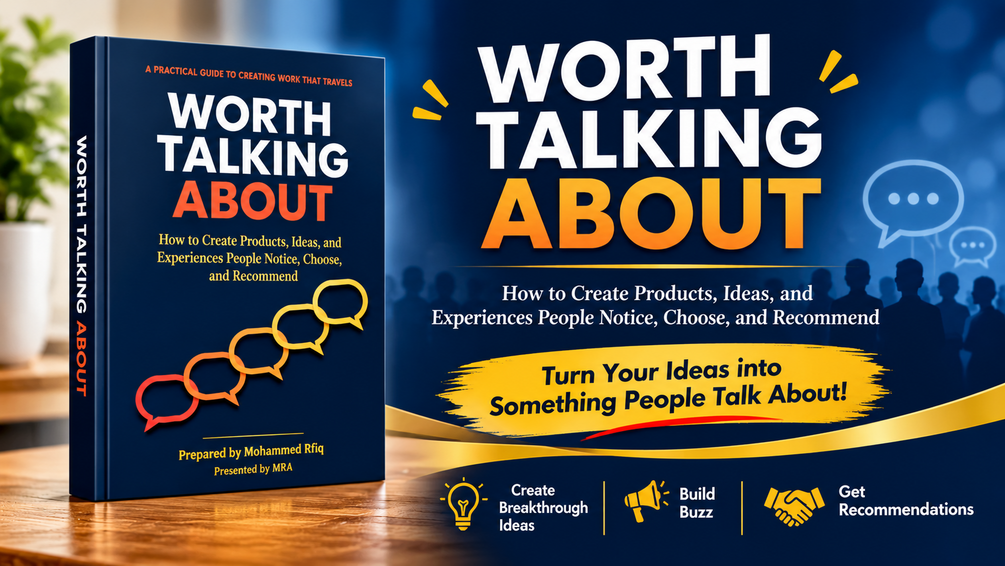 WORTH TALKING ABOUT
A PRACTICAL GUIDE TO CREATING WORK THAT TRAVELS
WORTH
TALKING
ABOUT
How to Create Products, Ideas, and
Experiences People Notice, Choose,
and Recommend
Prepared by Mohammed Rfiq
Presented by MRA
WORTH
TALKING
ABOUT
How to Create Products, Ideas, and
Experiences People Notice, Choose, and Recommend
Turn Your Ideas into
Something People Talk About!
Create
Breakthrough
Ideas
Build
Buzz
Get
Recommendations